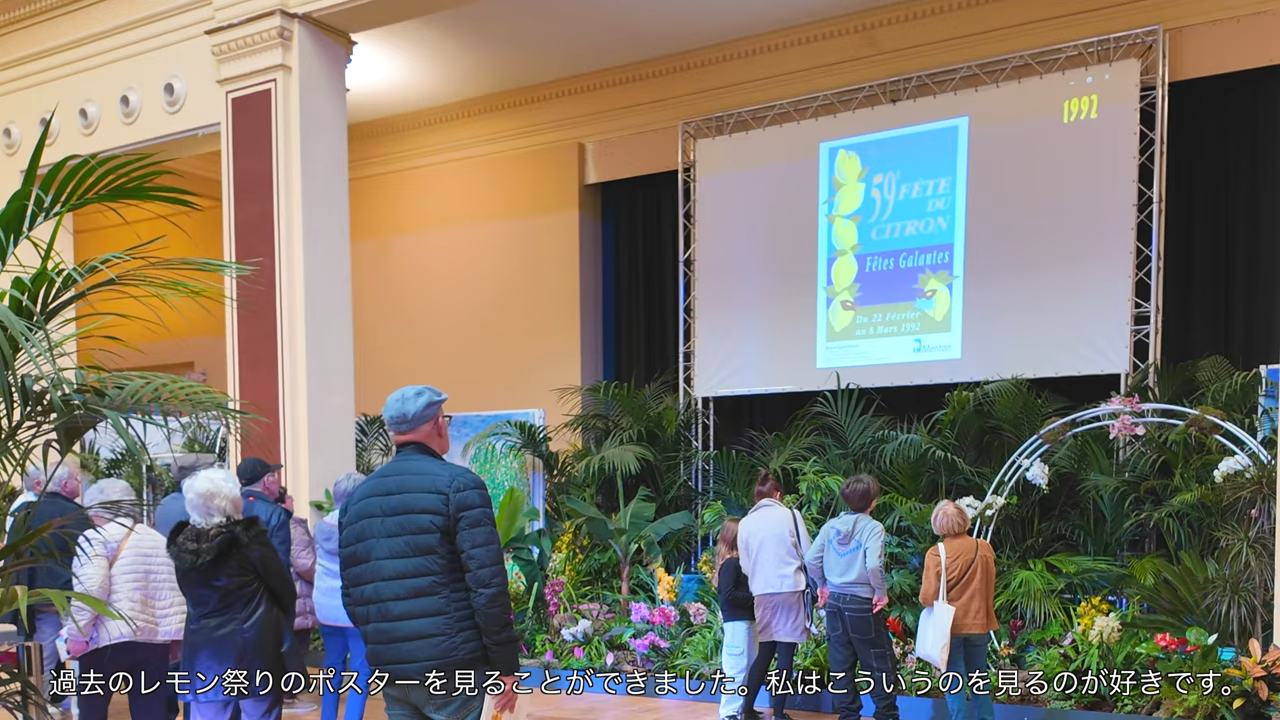 1992
59e FÊTE
DU
CITRON
Fêtes Galantes
Du 22 Février
au 8 Mars 1992
Menton
過去のレモン祭りのポスターを見ることができました。私はこういうのを見るのが好きです。